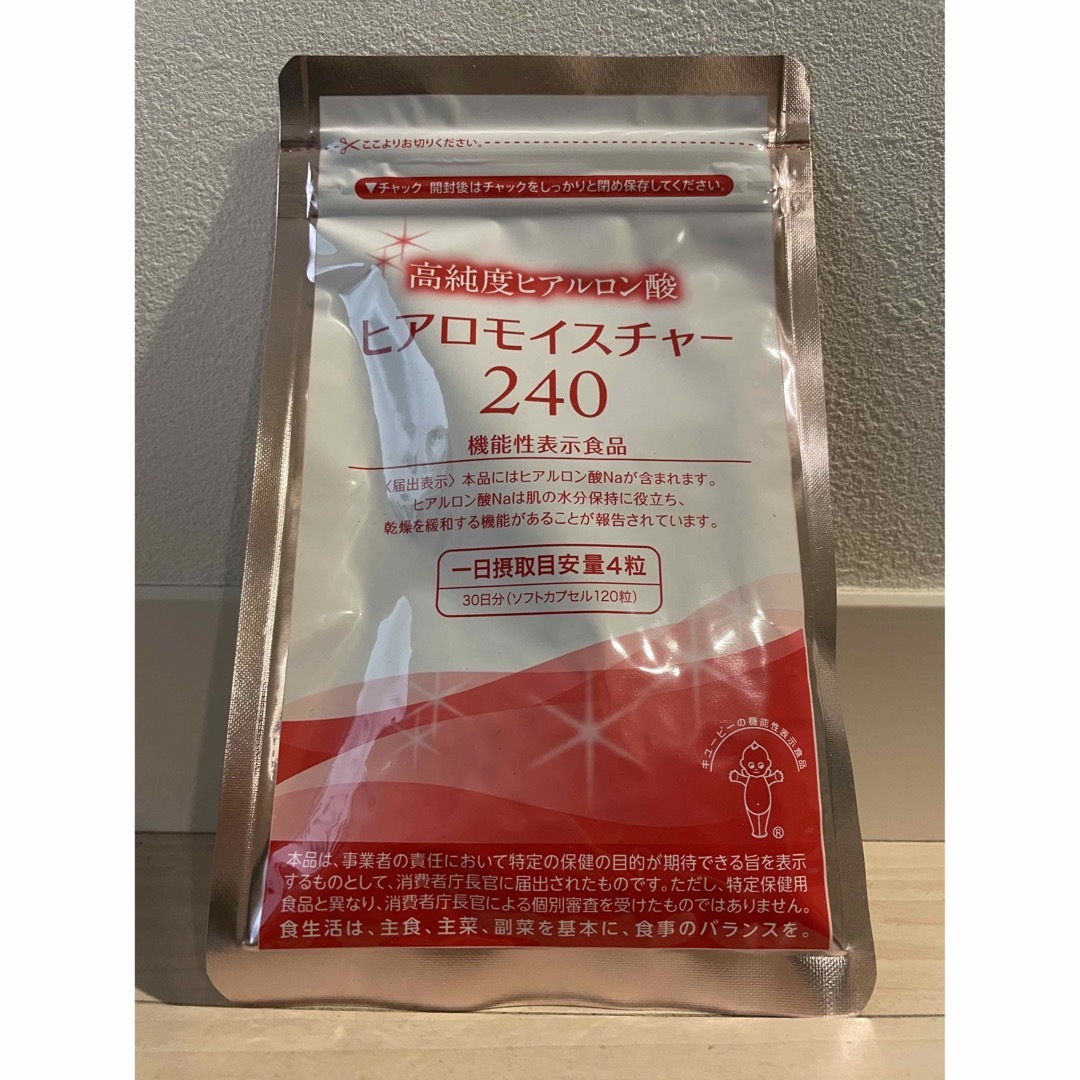 ここよりお切りください。
▼チャック 開封後はチャックをしっかりと閉め保存してください。
高純度ヒアルロン酸
ヒアロモイスチャー
240
機能性表示食品
〈届出表示〉本品にはヒアルロン酸Naが含まれます。
ヒアルロン酸Naは肌の水分保持に役立ち、
乾燥を緩和する機能があることが報告されています。
一日摂取目安量4粒
30日分(ソフトカプセル120粒)
キユーピーの機能性表示食品
®
本品は、事業者の責任において特定の保健の目的が期待できる旨を表示
するものとして、消費者庁長官に届出されたものです。ただし、特定保健用
食品と異なり、消費者庁長官による個別審査を受けたものではありません。
食生活は、主食、主菜、副菜を基本に、食事のバランスを。